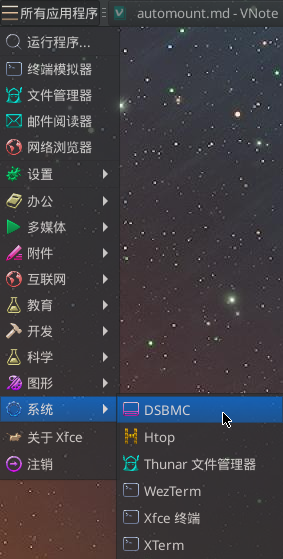 所有应用程序 automount.md - VNote
运行程序...
终端模拟器
文件管理器
邮件阅读器
网络浏览器
设置
办公
多媒体
附件
互联网
教育
开发
科学
图形
系统
关于 Xfce
注销
DSBMC
Htop
Thunar 文件管理器
WezTerm
Xfce 终端
XTerm